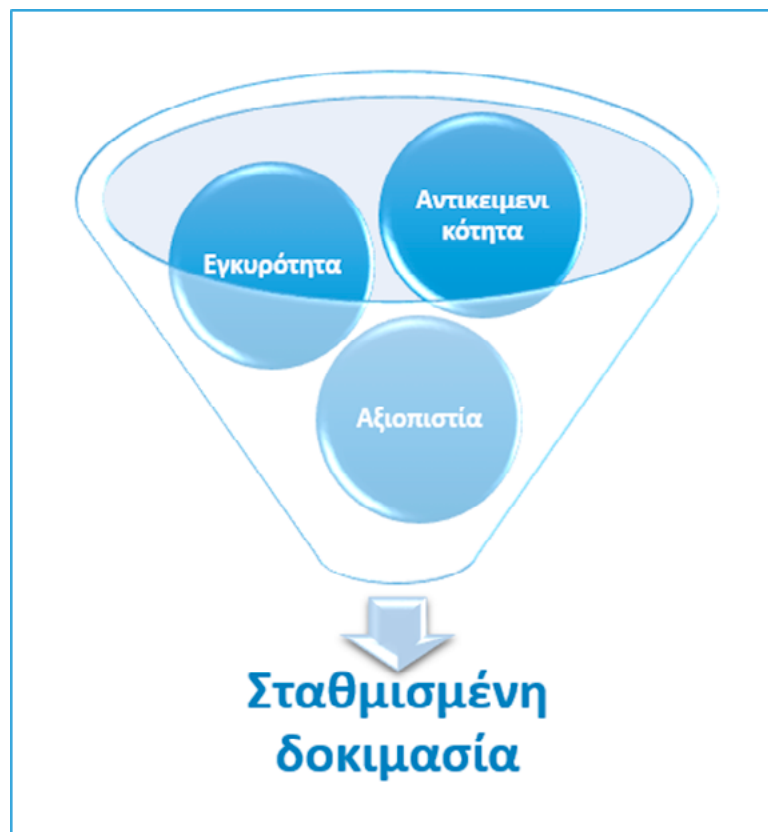 Αντικειμενι
κότητα
Εγκυρότητα
Αξιοπιστία
Σταθμισμένη
δοκιμασία